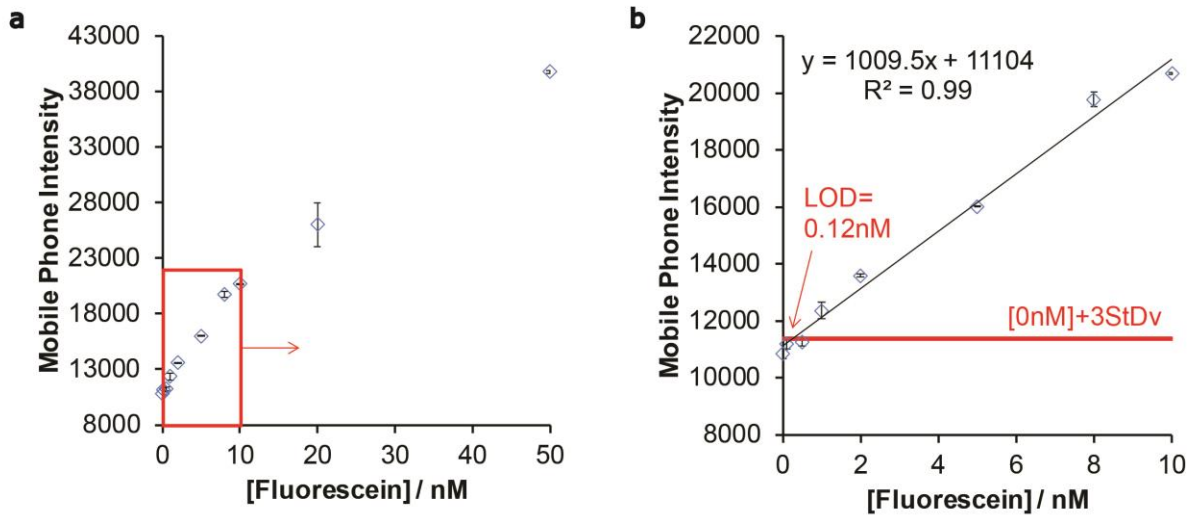 a
43000
38000
33000
28000
23000
18000
13000
8000
Mobile Phone Intensity
0 10 20 30 40 50
[Fluorescein] / nM
b
22000
20000
18000
16000
14000
12000
10000
8000
Mobile Phone Intensity
y = 1009.5x + 11104
R² = 0.99
LOD=
0.12nM
[0nM]+3StDv
0 2 4 6 8 10
[Fluorescein] / nM